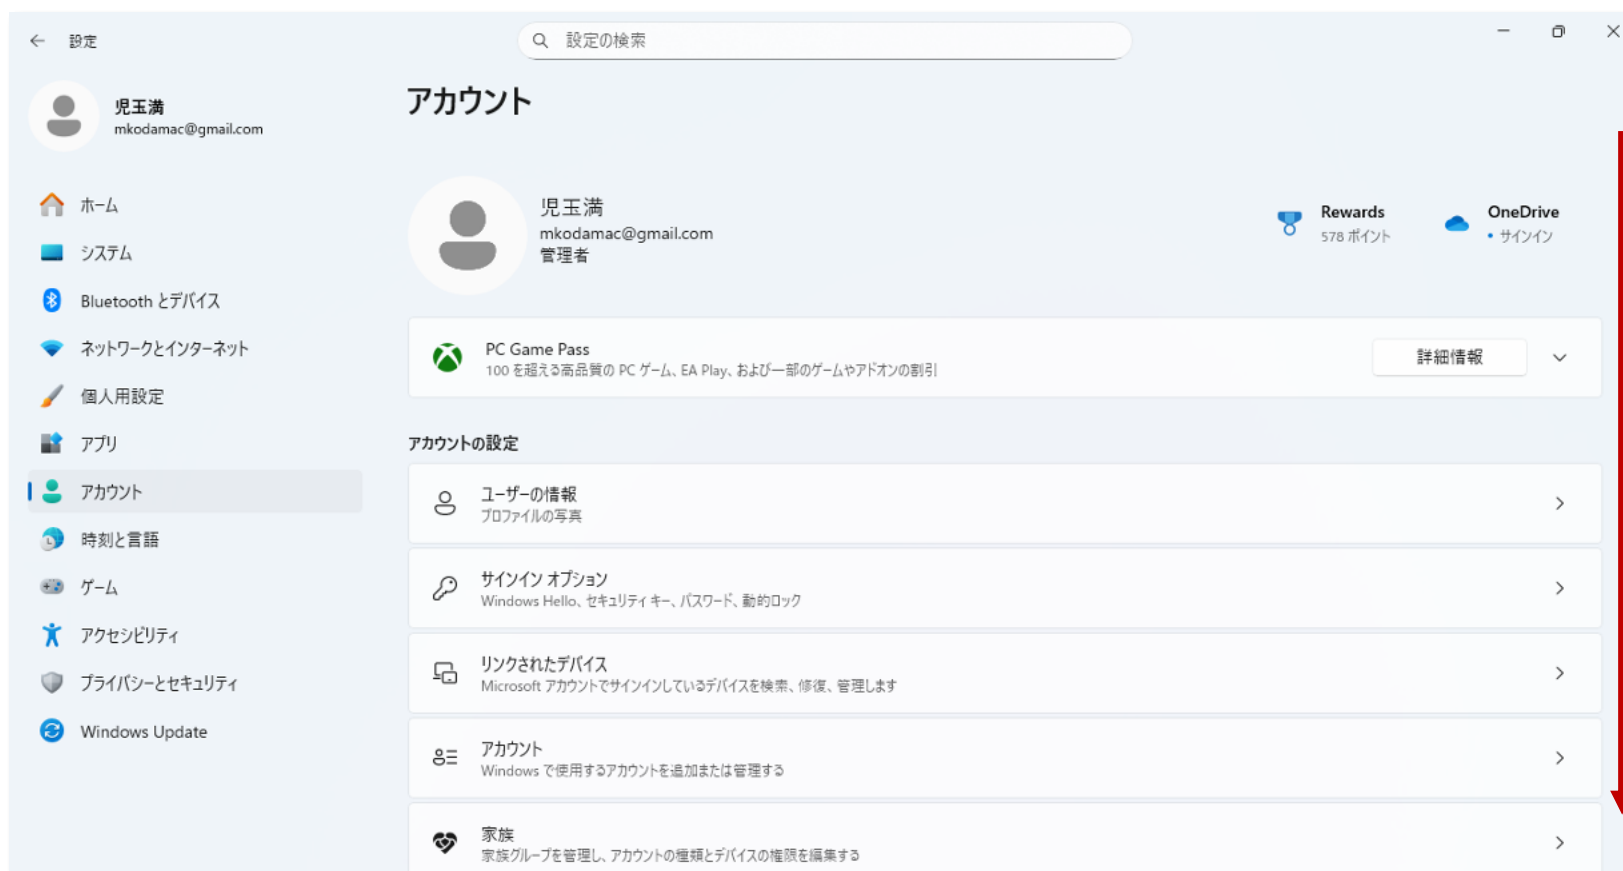 設定
設定の検索
児玉満
mkodamac@gmail.com
ホーム
システム
Bluetooth とデバイス
ネットワークとインターネット
個人用設定
アプリ
アカウント
時刻と言語
ゲーム
アクセシビリティ
プライバシーとセキュリティ
Windows Update
アカウント
児玉満
mkodamac@gmail.com
管理者
Rewards
578 ポイント
OneDrive
• サインイン
PC Game Pass
100 を超える高品質の PC ゲーム、EA Play、および一部のゲームやアドオンの割引
詳細情報
アカウントの設定
ユーザーの情報
プロファイルの写真
サインイン オプション
Windows Hello、セキュリティ キー、パスワード、動的ロック
リンクされたデバイス
Microsoft アカウントでサインインしているデバイスを検索、修復、管理します
アカウント
Windows で使用するアカウントを追加または管理する
家族
家族グループを管理し、アカウントの種類とデバイスの権限を編集する